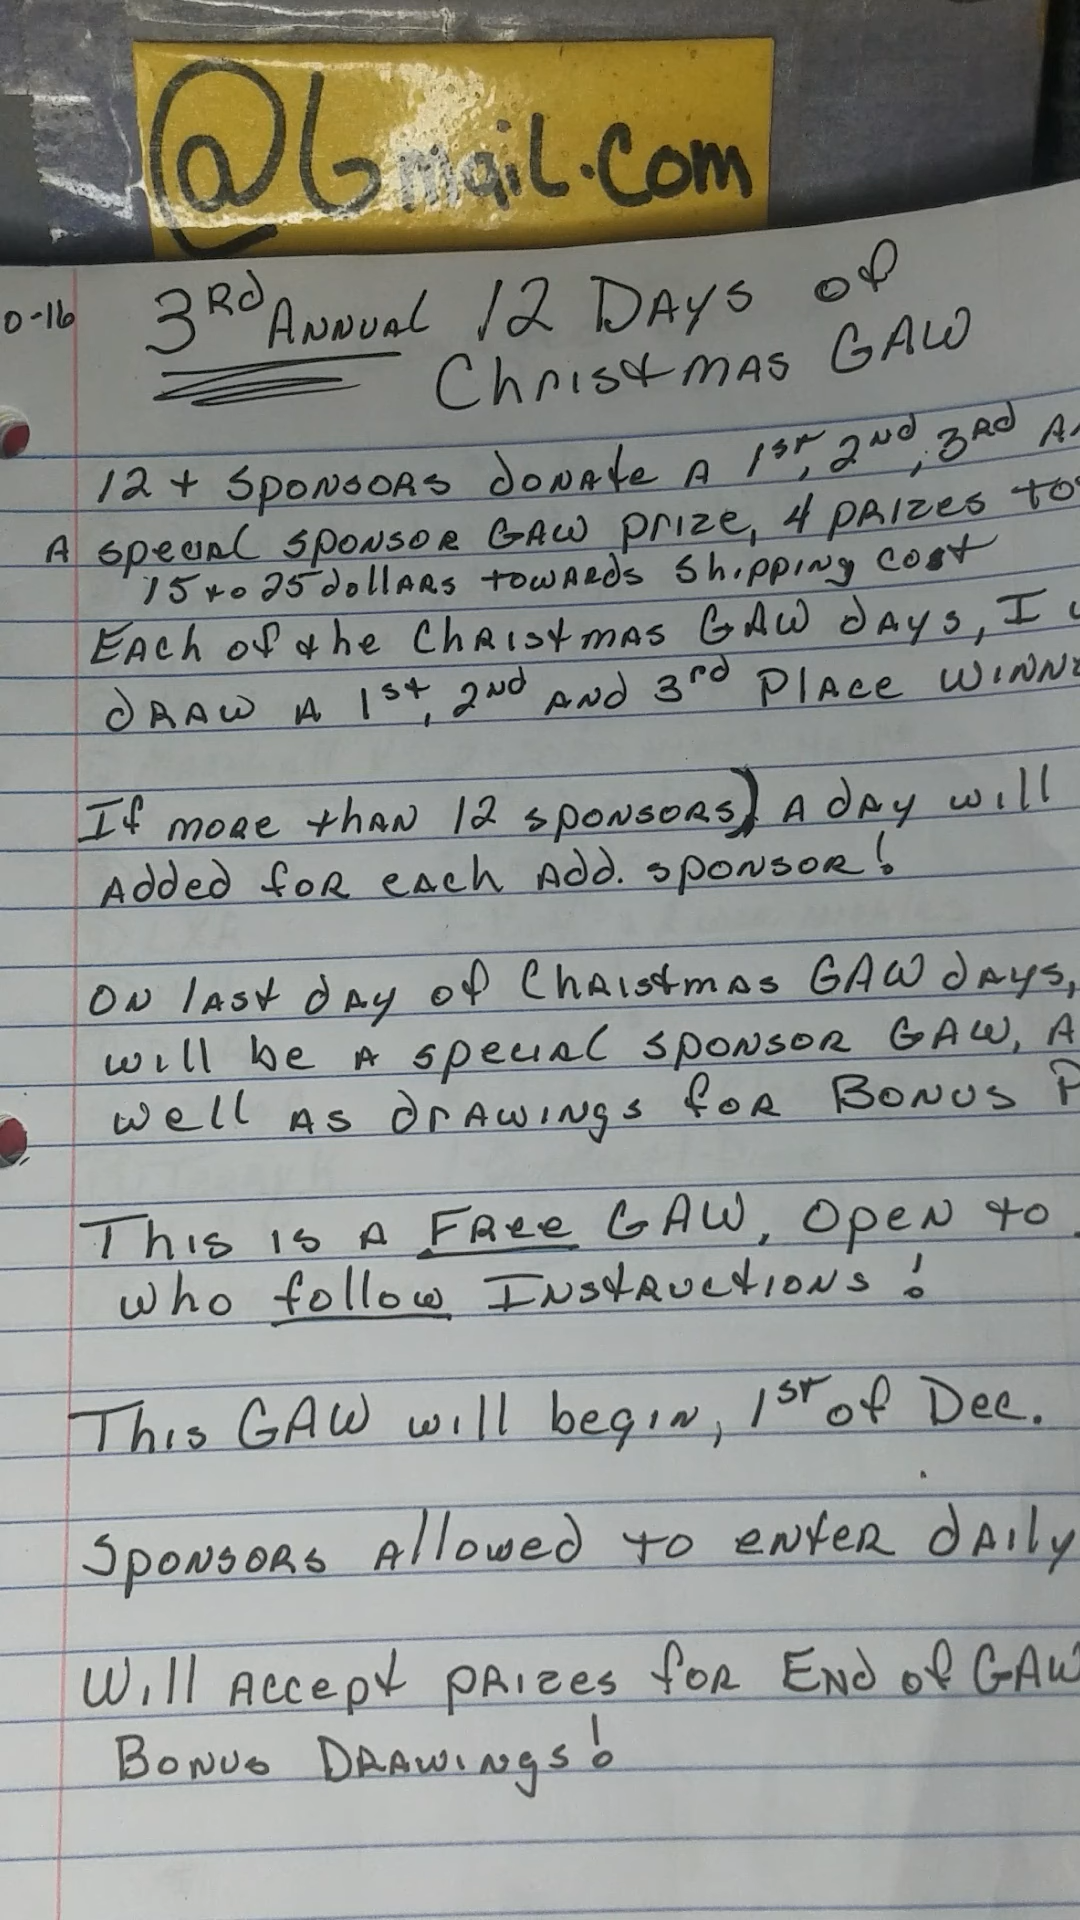 @Gmail.com
0-16
3Rd Annual 12 Days of
Christmas GAW
12+ Sponsors donate A 1st, 2nd, 3rd
A special sponsor GAW prize, 4 prizes
15 to 25 dollars towards shipping cost
Each of the Christmas GAW days, I
draw A 1st, 2nd and 3rd Place
If more than 12 sponsors) A day will
Added for each Add. sponsor!
On last day of Christmas GAW days,
will be A special sponsor GAW,
well as drawings for Bonus
This is A Free GAW, Open to
who follow Instructions!
This GAW will begin, 1st of Dec.
Sponsors allowed to enter daily
Will Accept prizes for End of GAW
Bonus Drawings!